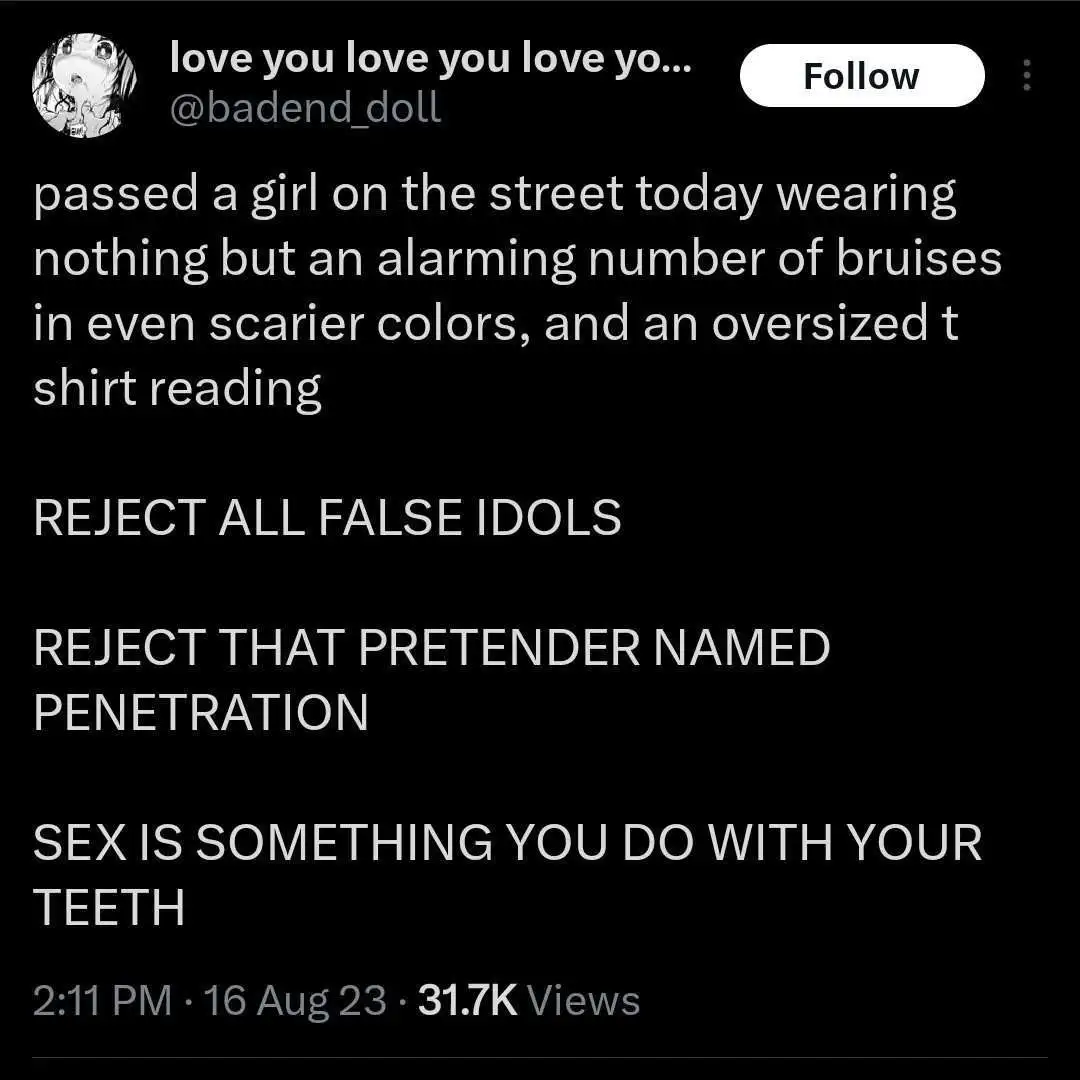 love you love you love yo...
Follow
@badend_doll
passed a girl on the street today wearing
nothing but an alarming number of bruises
in even scarier colors, and an oversized t
shirt reading
REJECT ALL FALSE IDOLS
REJECT THAT PRETENDER NAMED
PENETRATION
SEX IS SOMETHING YOU DO WITH YOUR
TEETH
2:11 PM · 16 Aug 23 · 31.7K Views